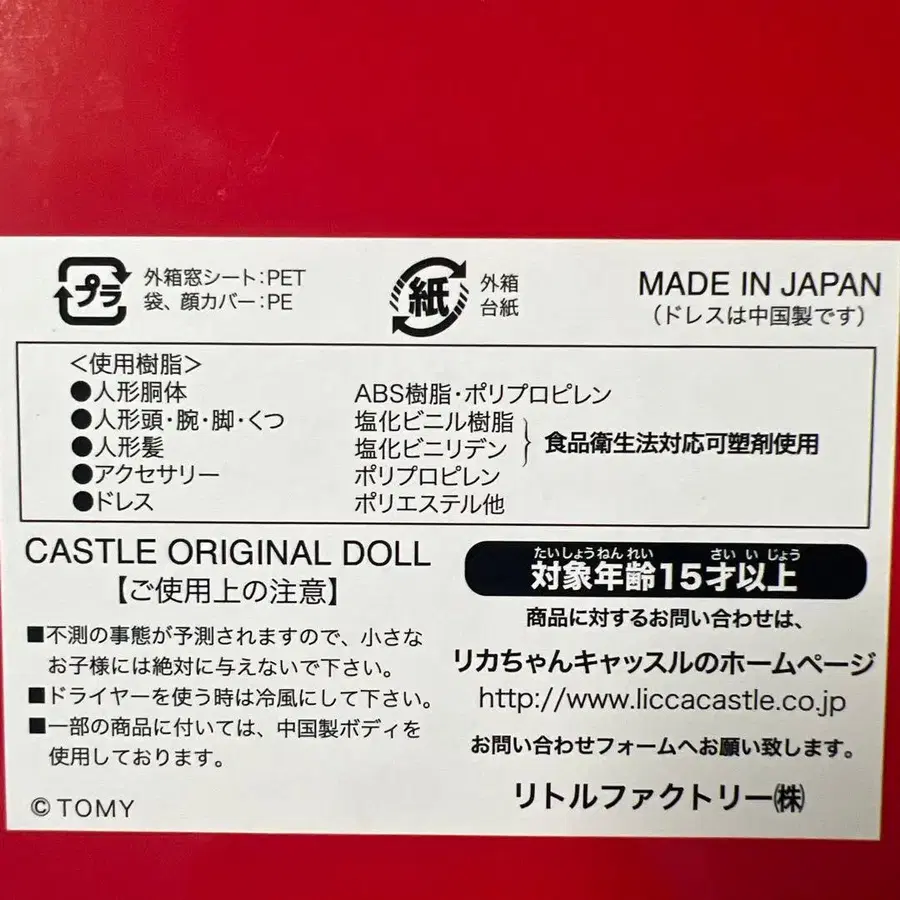 プラ
外箱窓シート：PET
袋、顔カバー：PE
紙
外箱
台紙
MADE IN JAPAN
（ドレスは中国製です）
＜使用樹脂＞
●人形胴体 ABS樹脂・ポリプロピレン
●人形頭・腕・脚・くつ 塩化ビニル樹脂
●人形髪 塩化ビニリデン
食品衛生法対応可塑剤使用
●アクセサリー ポリプロピレン
●ドレス ポリエステル他
CASTLE ORIGINAL DOLL
【ご使用上の注意】
■不測の事態が予測されますので、小さな
お子様には絶対に与えないで下さい。
■ドライヤーを使う時は冷風にして下さい。
■一部の商品に付いては、中国製ボディを
使用しております。
©TOMY
たいしょうねんれい さいいじょう
対象年齢15才以上
商品に対するお問い合わせは、
リカちゃんキャッスルのホームページ
http://www.liccacastle.co.jp
お問い合わせフォームへお願い致します。
リトルファクトリー㈱